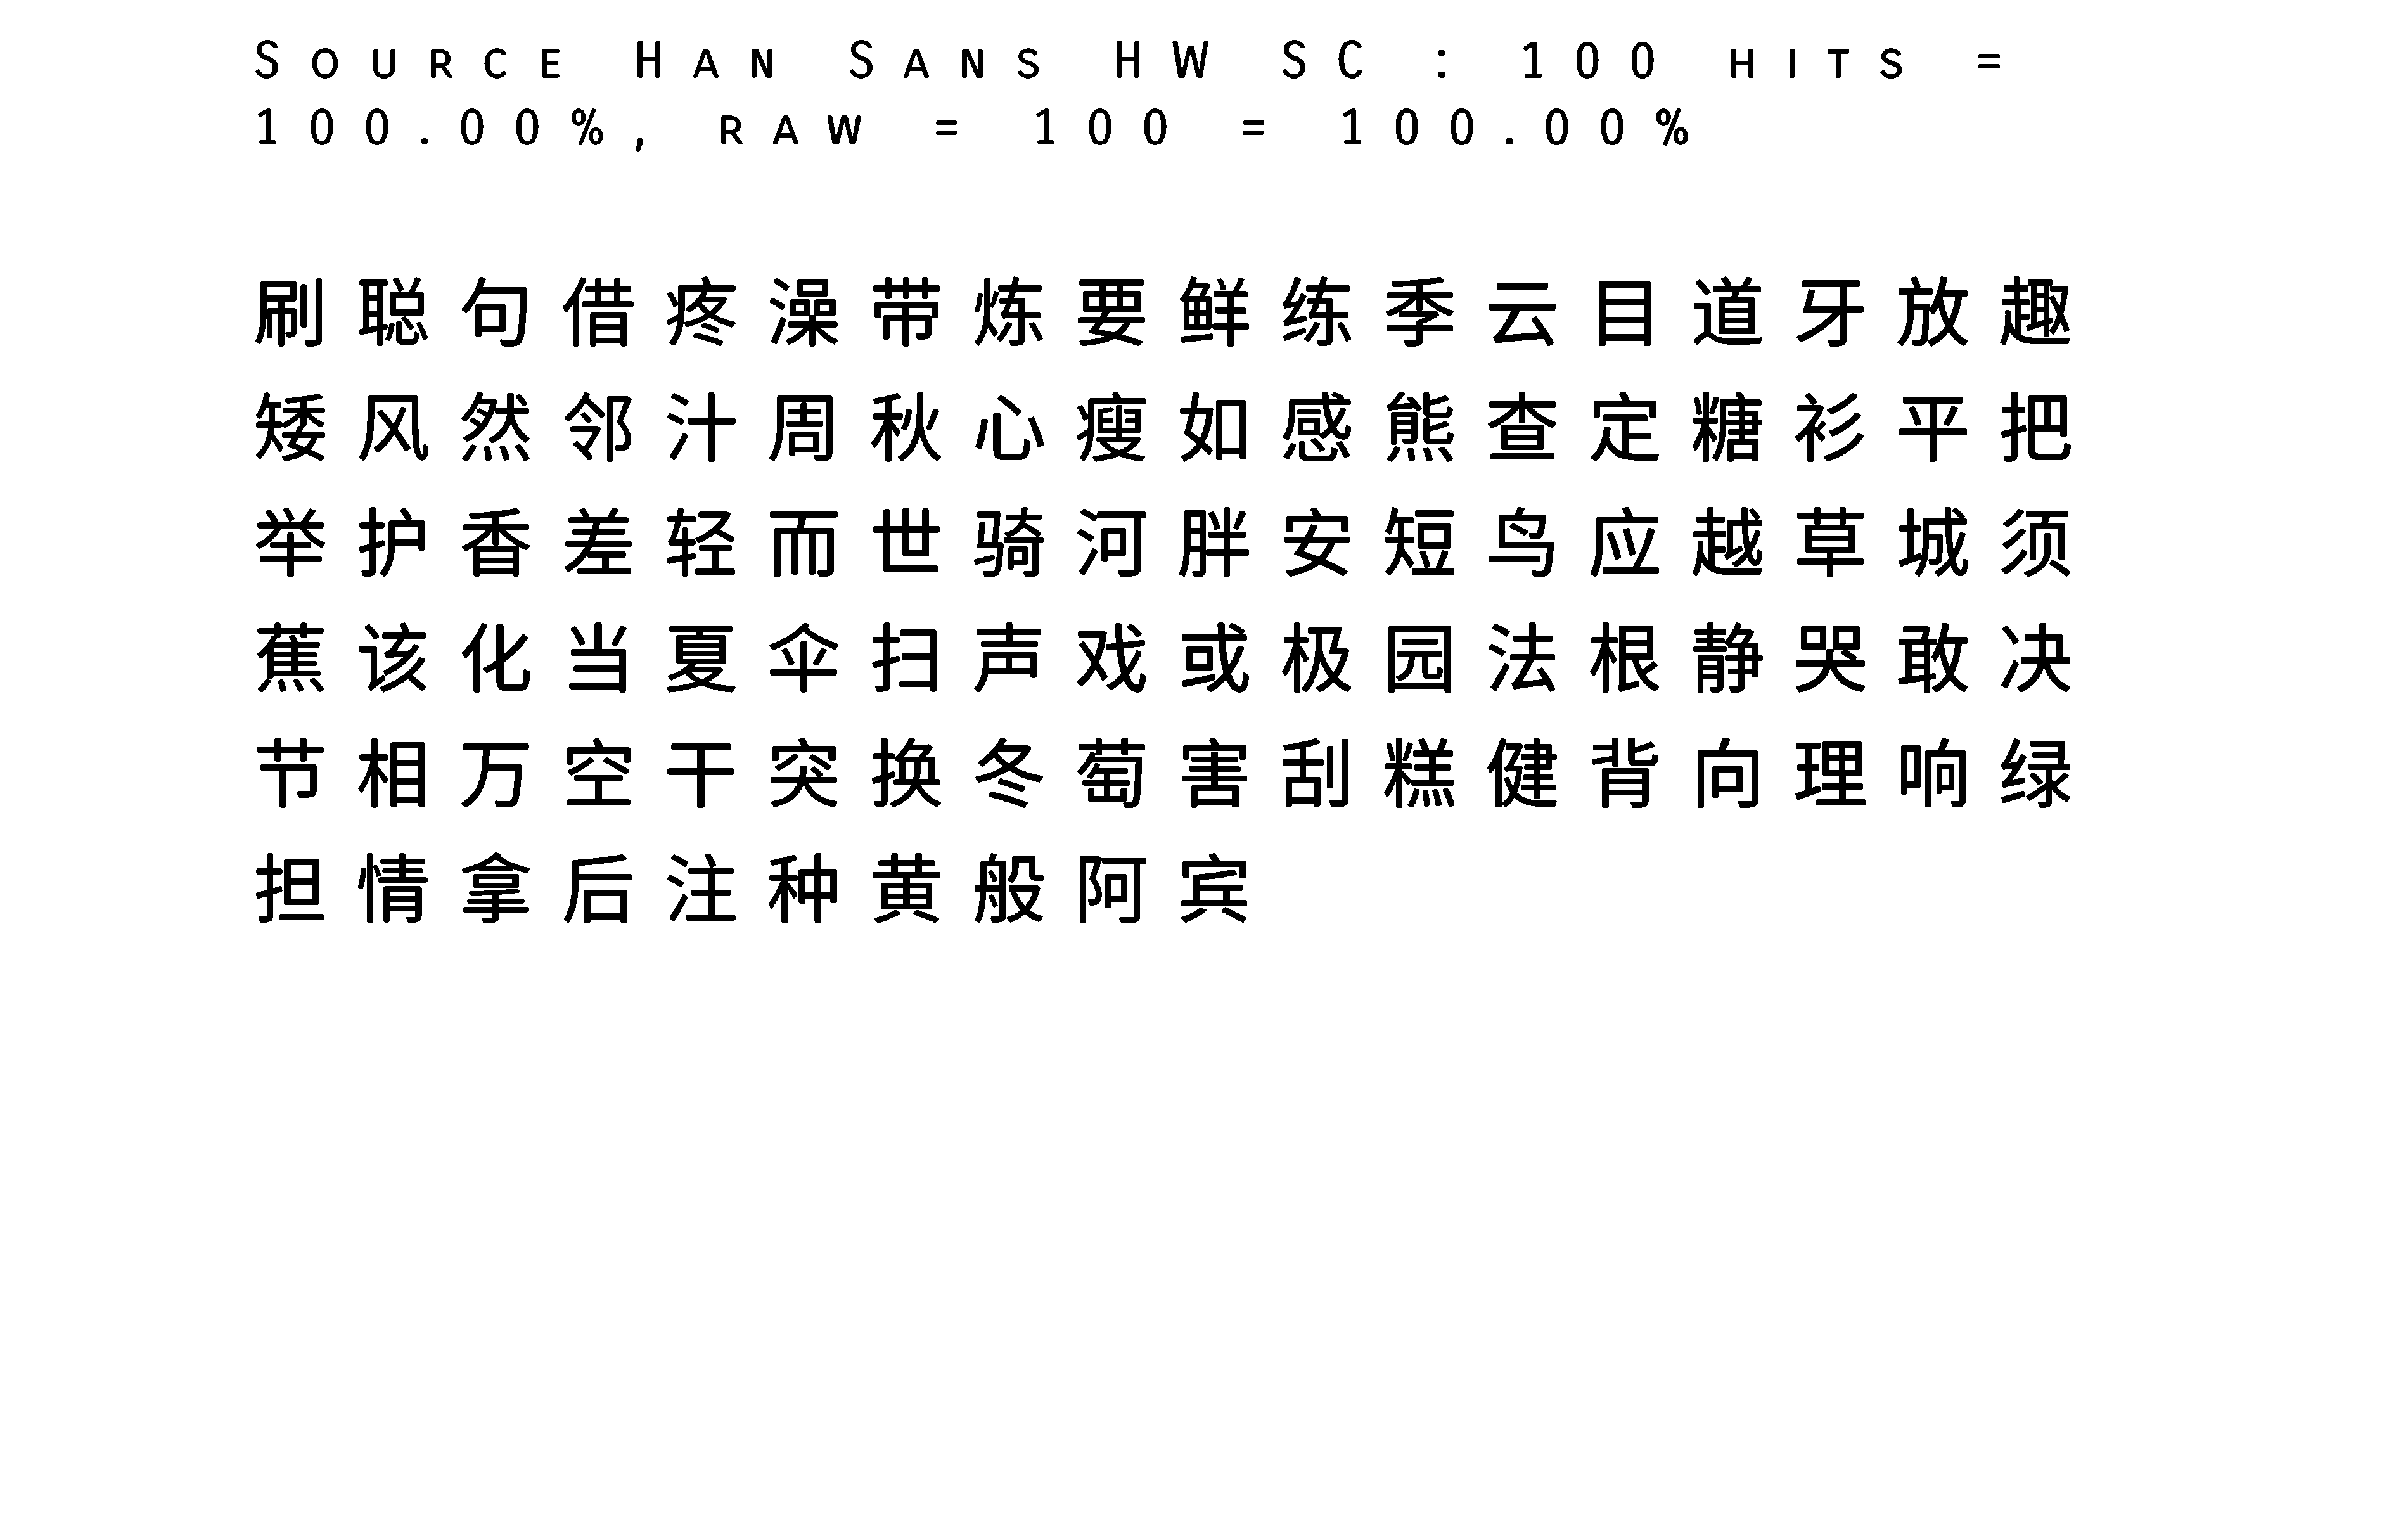 Source Han Sans HW SC : 100 hits =
100.00%, raw = 100 = 100.00%
刷聪句借疼澡带炼要鲜练季云目道牙放趣
矮风然邻汁周秋心瘦如感熊查定糖衫平把
举护香差轻而世骑河胖安短鸟应越草城须
蕉该化当夏伞扫声戏或极园法根静哭敢决
节相万空干突换冬萄害刮糕健背向理响绿
担情拿后注种黄般阿宾